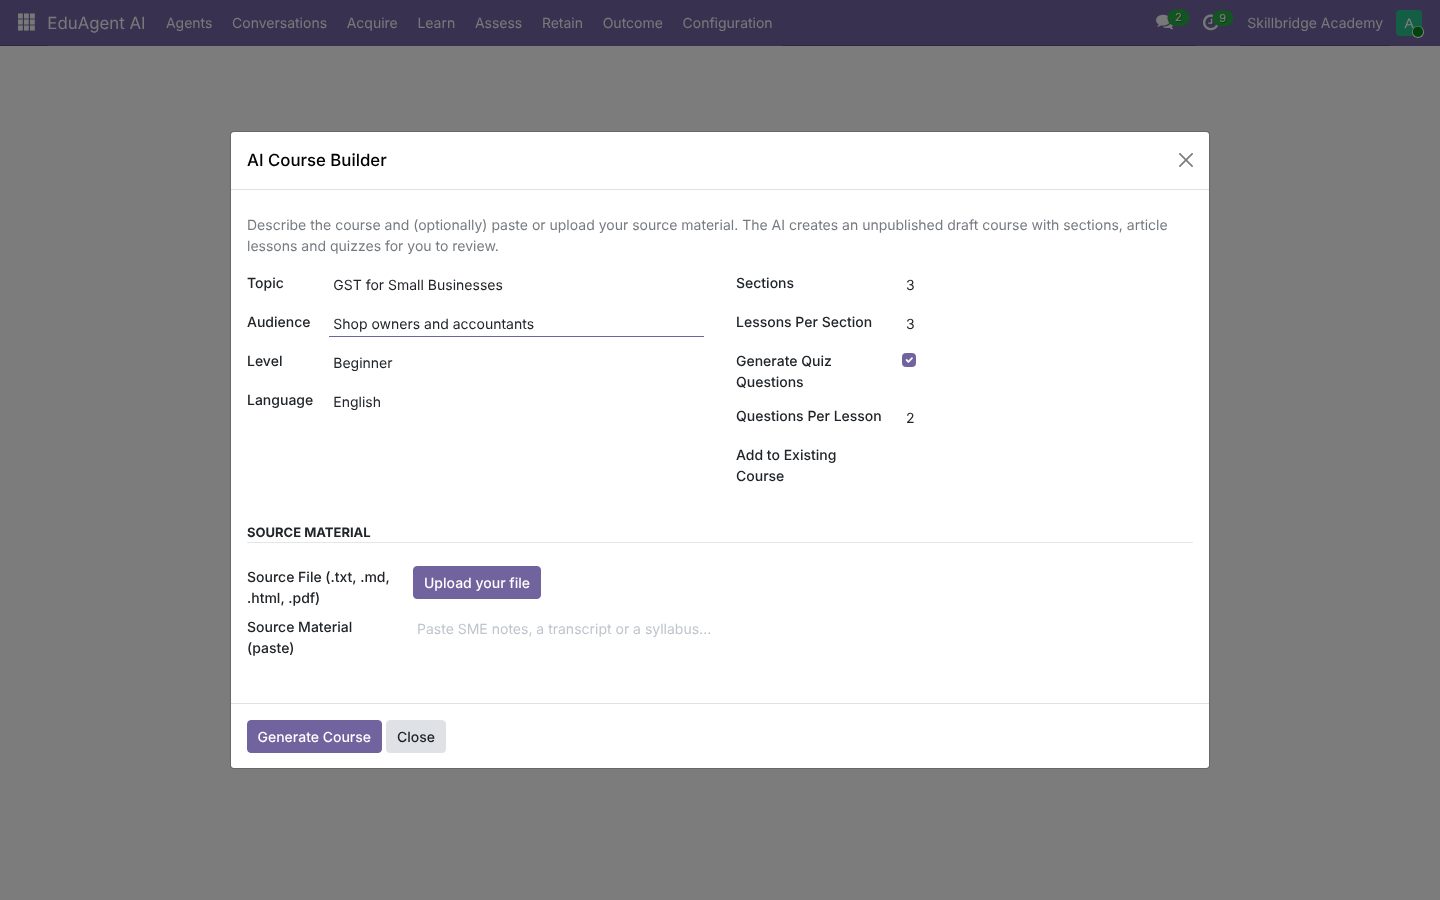 EduAgent AI Agents Conversations Acquire Learn Assess Retain Outcome Configuration 2 9 Skillbridge Academy A
AI Course Builder
Describe the course and (optionally) paste or upload your source material. The AI creates an unpublished draft course with sections, article
lessons and quizzes for you to review.
Topic GST for Small Businesses
Audience Shop owners and accountants
Level Beginner
Language English
Sections 3
Lessons Per Section 3
Generate Quiz
Questions
Questions Per Lesson 2
Add to Existing
Course
SOURCE MATERIAL
Source File (.txt, .md,
.html, .pdf)
Upload your file
Source Material
(paste)
Paste SME notes, a transcript or a syllabus...
Generate Course Close